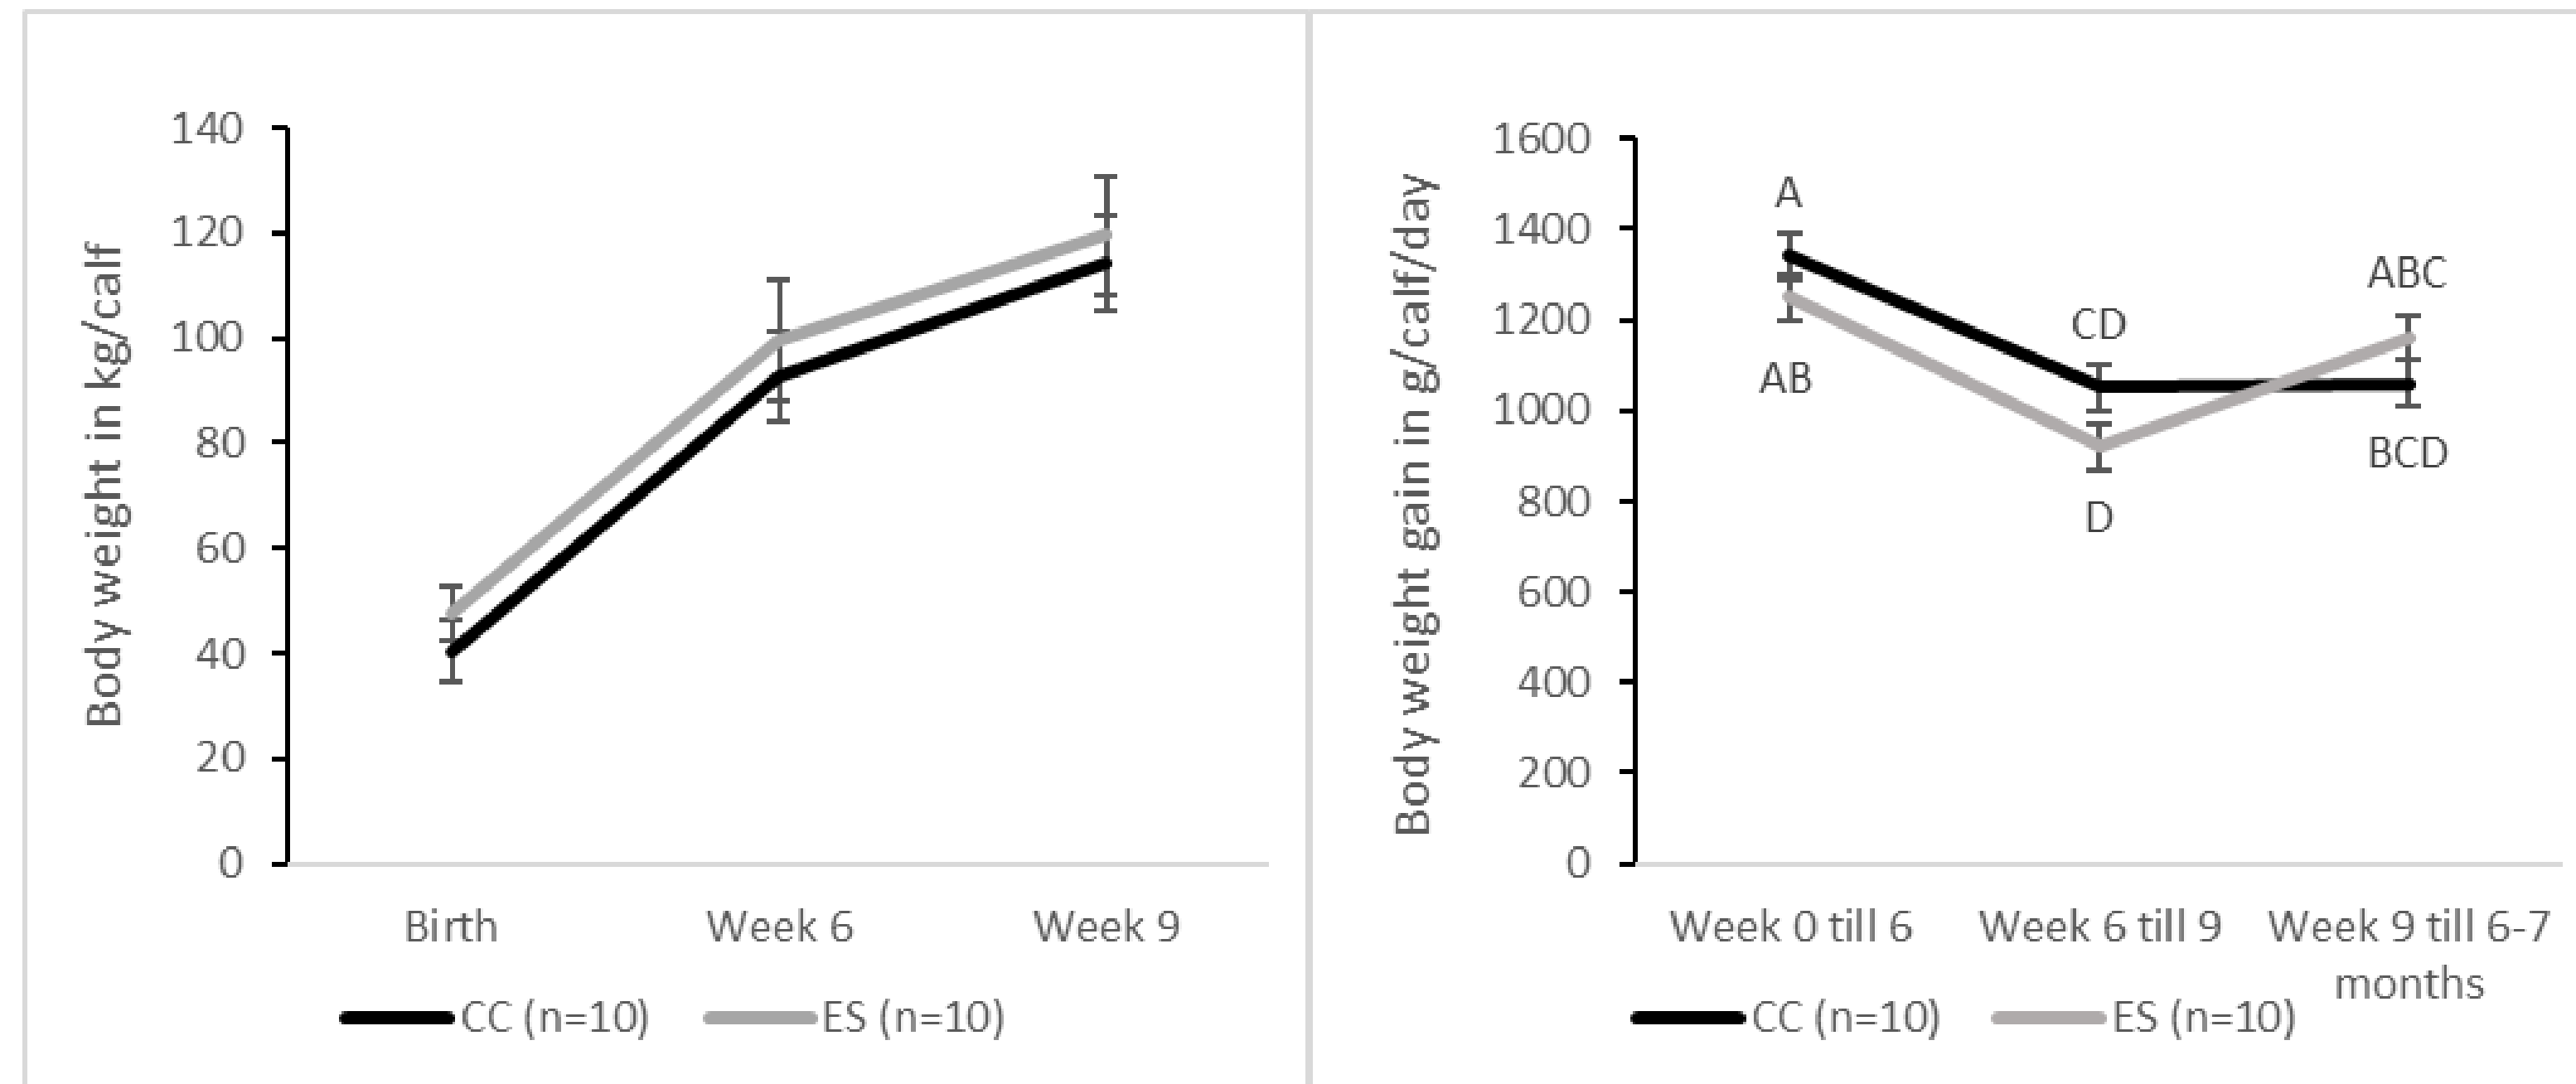 Body weight in kg/calf
140
120
100
80
60
40
20
0
Birth
Week 6
Week 9
CC (n=10)
ES (n=10)
Body weight gain in g/calf/day
1600
1400
1200
1000
800
600
400
200
0
A
AB
CD
D
ABC
BCD
Week 0 till 6
Week 6 till 9
Week 9 till 6-7
months
CC (n=10)
ES (n=10)